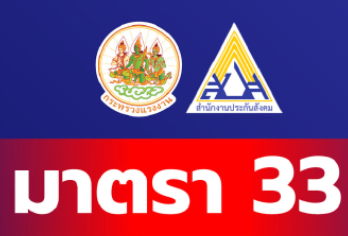 กระทรวงแรงงาน
สำนักงานประกันสังคม
มาตรา 33